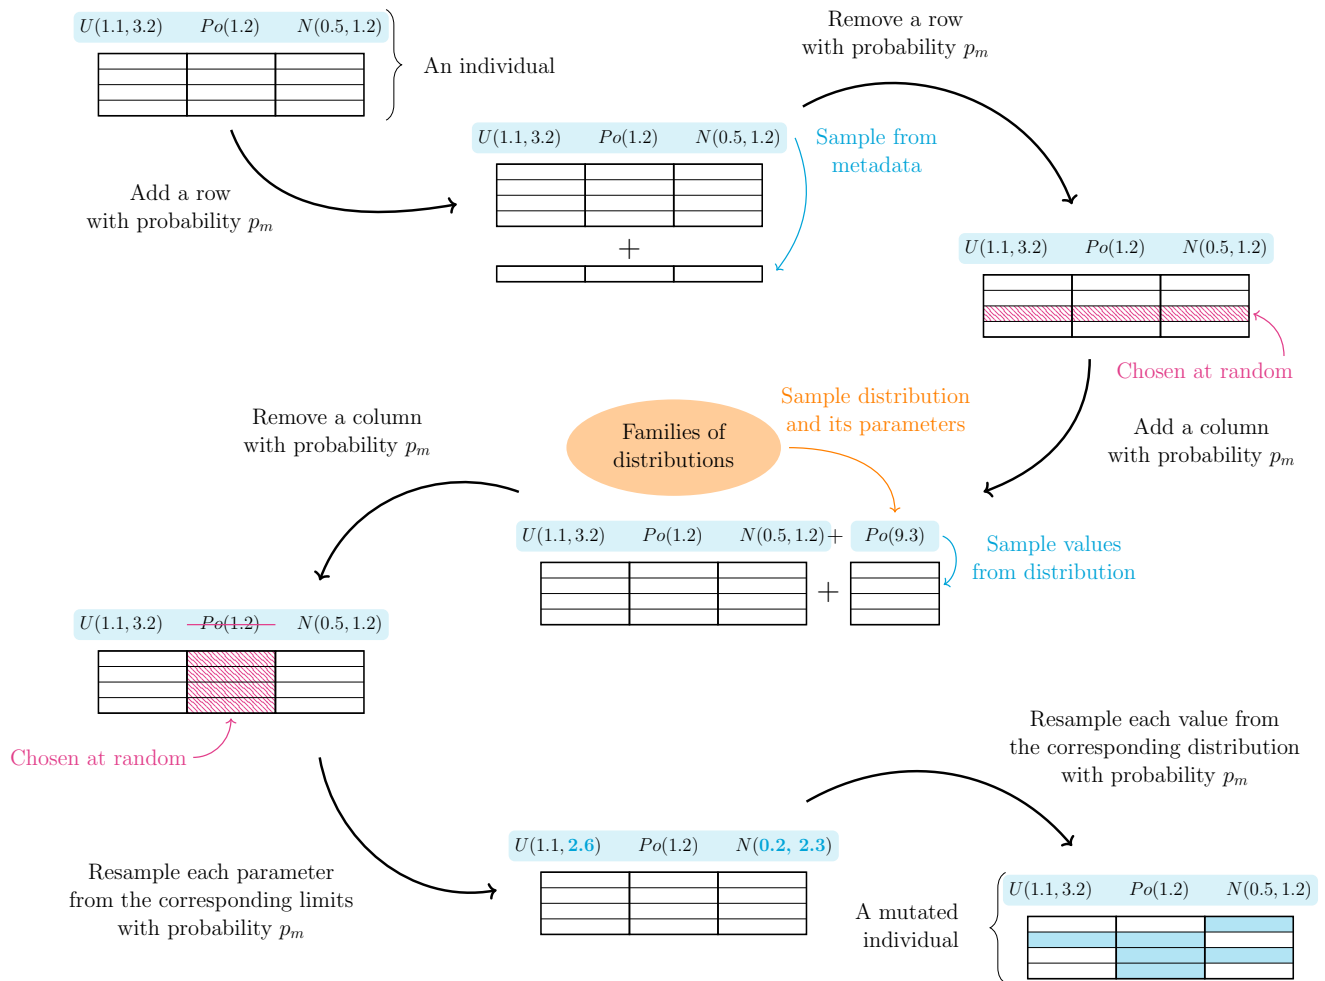 U(1.1, 3.2) Po(1.2) N(0.5, 1.2)
An individual
Add a row
with probability p_m
U(1.1, 3.2) Po(1.2) N(0.5, 1.2)
+
Sample from
metadata
Remove a row
with probability p_m
U(1.1, 3.2) Po(1.2) N(0.5, 1.2)
Chosen at random
Add a column
with probability p_m
Families of
distributions
Sample distribution
and its parameters
U(1.1, 3.2) Po(1.2) N(0.5, 1.2) + Po(9.3)
+
Sample values
from distribution
Remove a column
with probability p_m
U(1.1, 3.2) Po(1.2) N(0.5, 1.2)
Chosen at random
Resample each parameter
from the corresponding limits
with probability p_m
U(1.1, 2.6) Po(1.2) N(0.2, 2.3)
Resample each value from
the corresponding distribution
with probability p_m
U(1.1, 3.2) Po(1.2) N(0.5, 1.2)
A mutated
individual